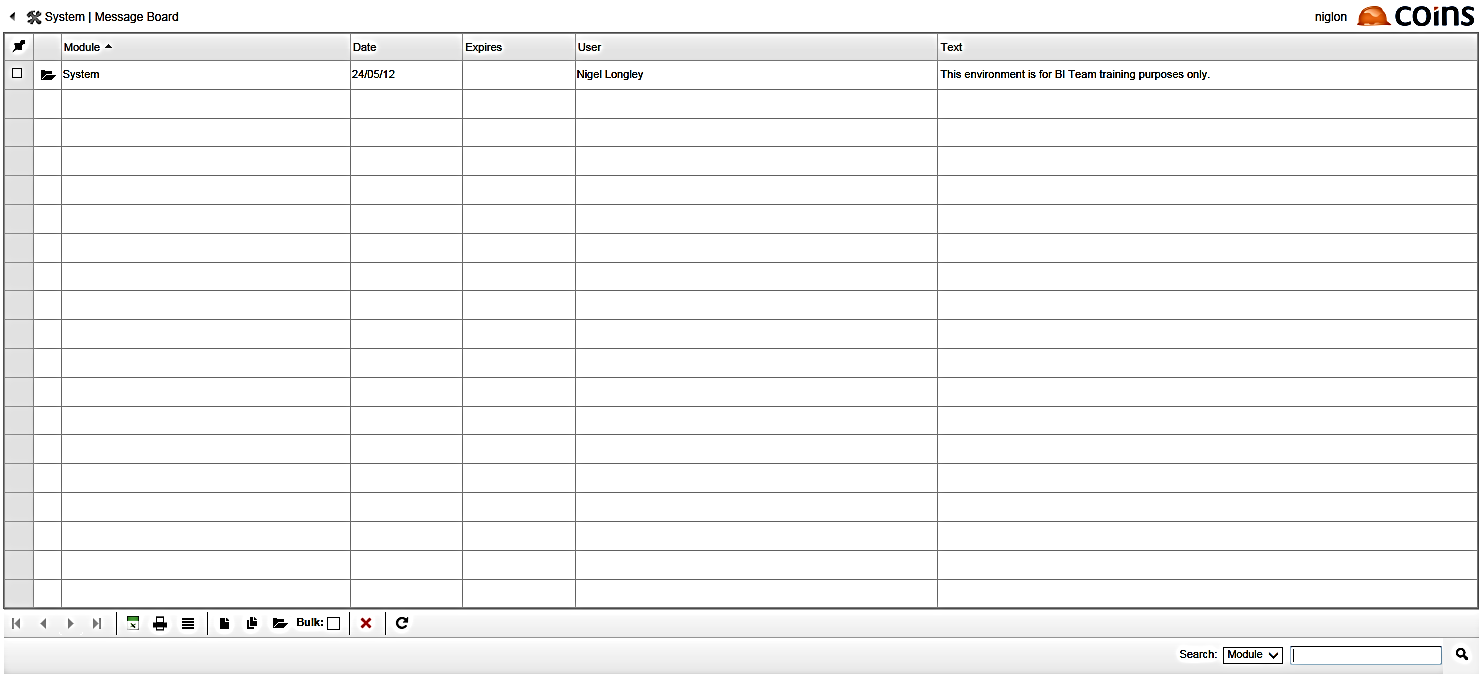 System | Message Board
niglon
coins
Module Date Expires User Text
System 24/05/12 Nigel Longley This environment is for BI Team training purposes only.
Bulk:
Search: Module